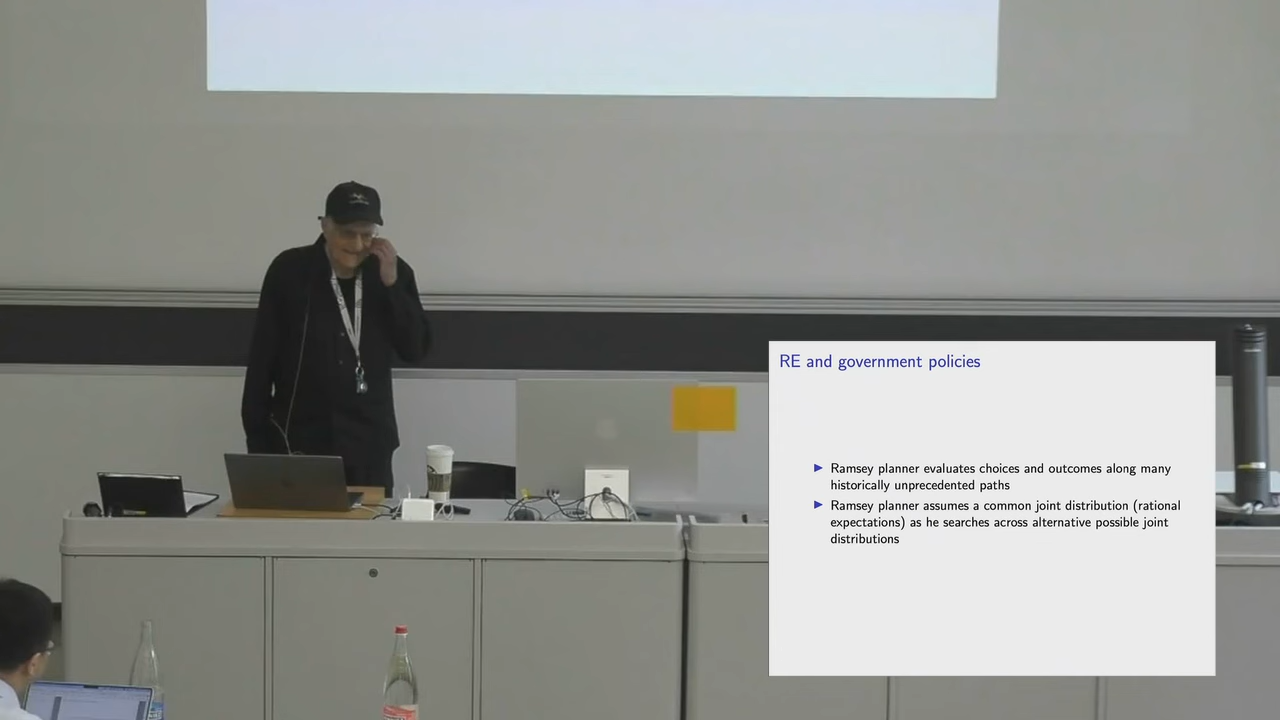 RE and government policies
Ramsey planner evaluates choices and outcomes along many
historically unprecedented paths
Ramsey planner assumes a common joint distribution (rational
expectations) as he searches across alternative possible joint
distributions